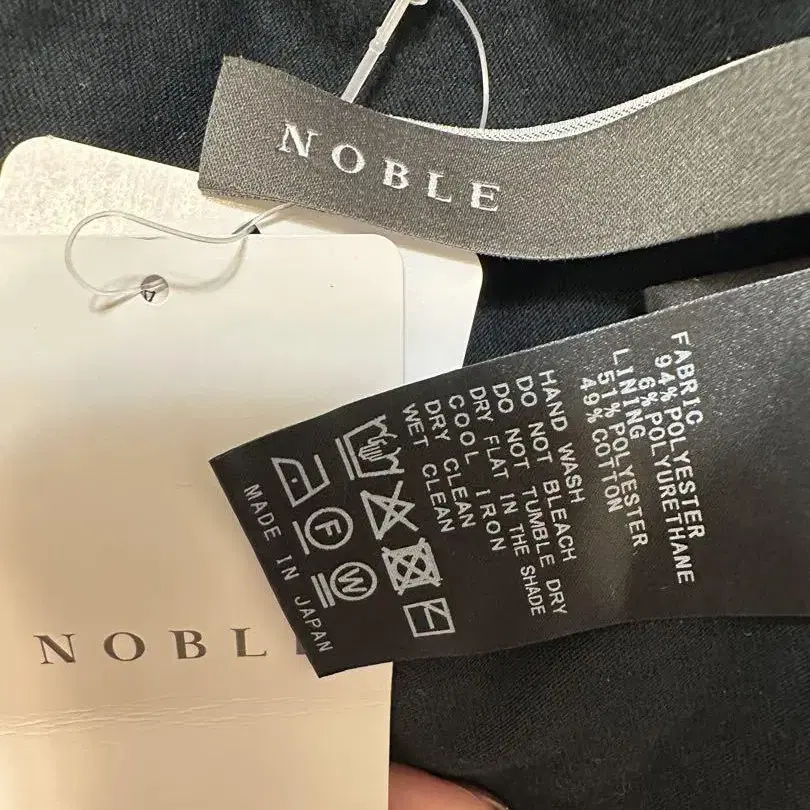 NOBLE
FABRIC
94% POLYESTER
6% POLYURETHANE
LINING
51% POLYESTER
49% COTTON
HAND WASH
DO NOT BLEACH
DO NOT TUMBLE DRY
DRY FLAT IN THE SHADE
COOL IRON
DRY CLEAN
WET CLEAN
F
W
MADE IN JAPAN
NOBL